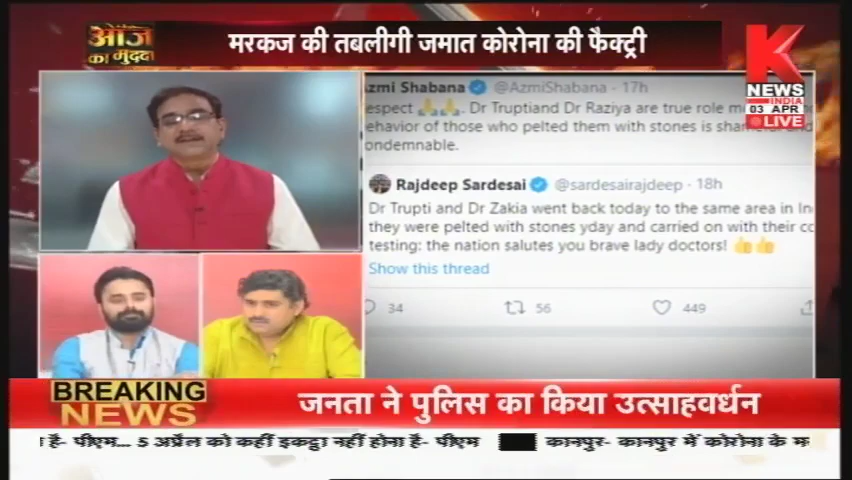 आज
का मुद्दा
मरकज की तबलीगी जमात कोरोना की फैक्ट्री
K
NEWS
INDIA
03 APR
LIVE
Azmi Shabana @AzmiShabana · 17h
espect 🙏🙏. Dr Truptiand Dr Raziya are true role
ehavior of those who pelted them with stones is
ondemnable.
Rajdeep Sardesai @sardesairajdeep · 18h
Dr Trupti and Dr Zakia went back today to the same area in In
they were pelted with stones yday and carried on with their co
testing: the nation salutes you brave lady doctors! 👍👍
Show this thread
34 56 449
BREAKING
NEWS
जनता ने पुलिस का किया उत्साहवर्धन
है- पीएम... 5 अप्रैल को कहीं इकट्ठा नहीं होना है- पीएम कानपुर- कानपुर में कोरोना के म